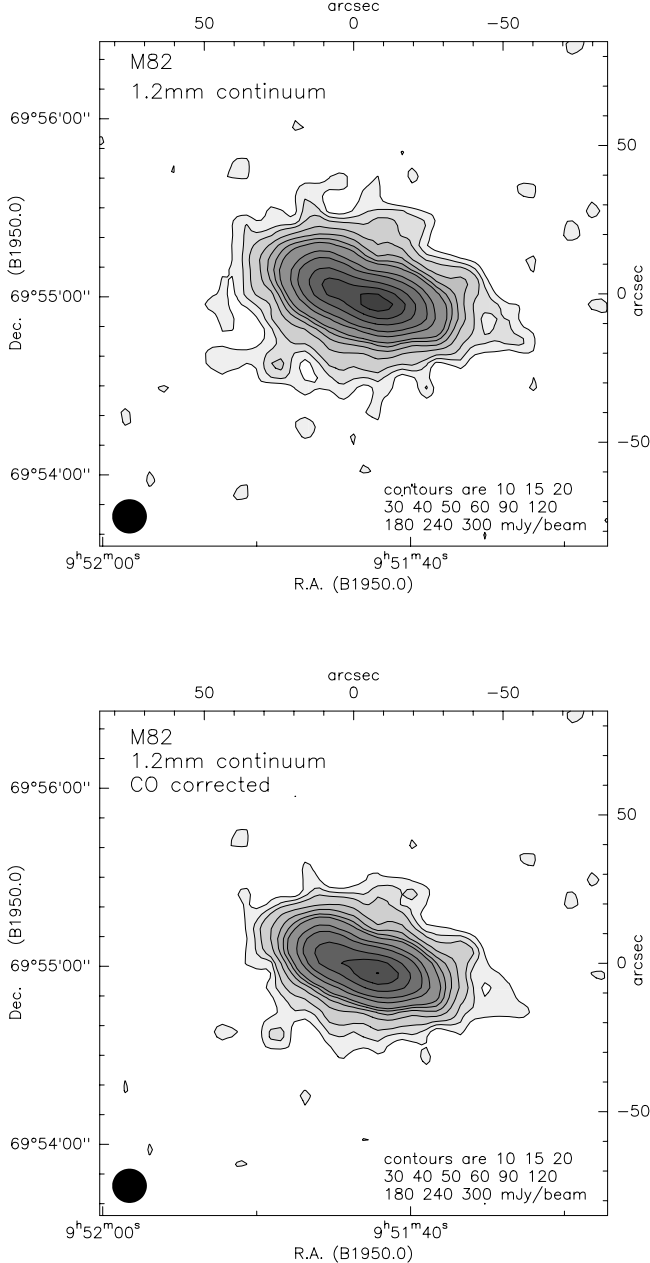 arcsec
50 0 −50
M82
1.2mm continuum
69°56'00"
69°55'00"
69°54'00"
Dec. (B1950.0)
50
0
−50
arcsec
contours are 10 15 20
30 40 50 60 90 120
180 240 300 mJy/beam
9ʰ52ᵐ00ˢ 9ʰ51ᵐ40ˢ
R.A. (B1950.0)
arcsec
50 0 −50
M82
1.2mm continuum
CO corrected
69°56'00"
69°55'00"
69°54'00"
Dec. (B1950.0)
50
0
−50
arcsec
contours are 10 15 20
30 40 50 60 90 120
180 240 300 mJy/beam
9ʰ52ᵐ00ˢ 9ʰ51ᵐ40ˢ
R.A. (B1950.0)